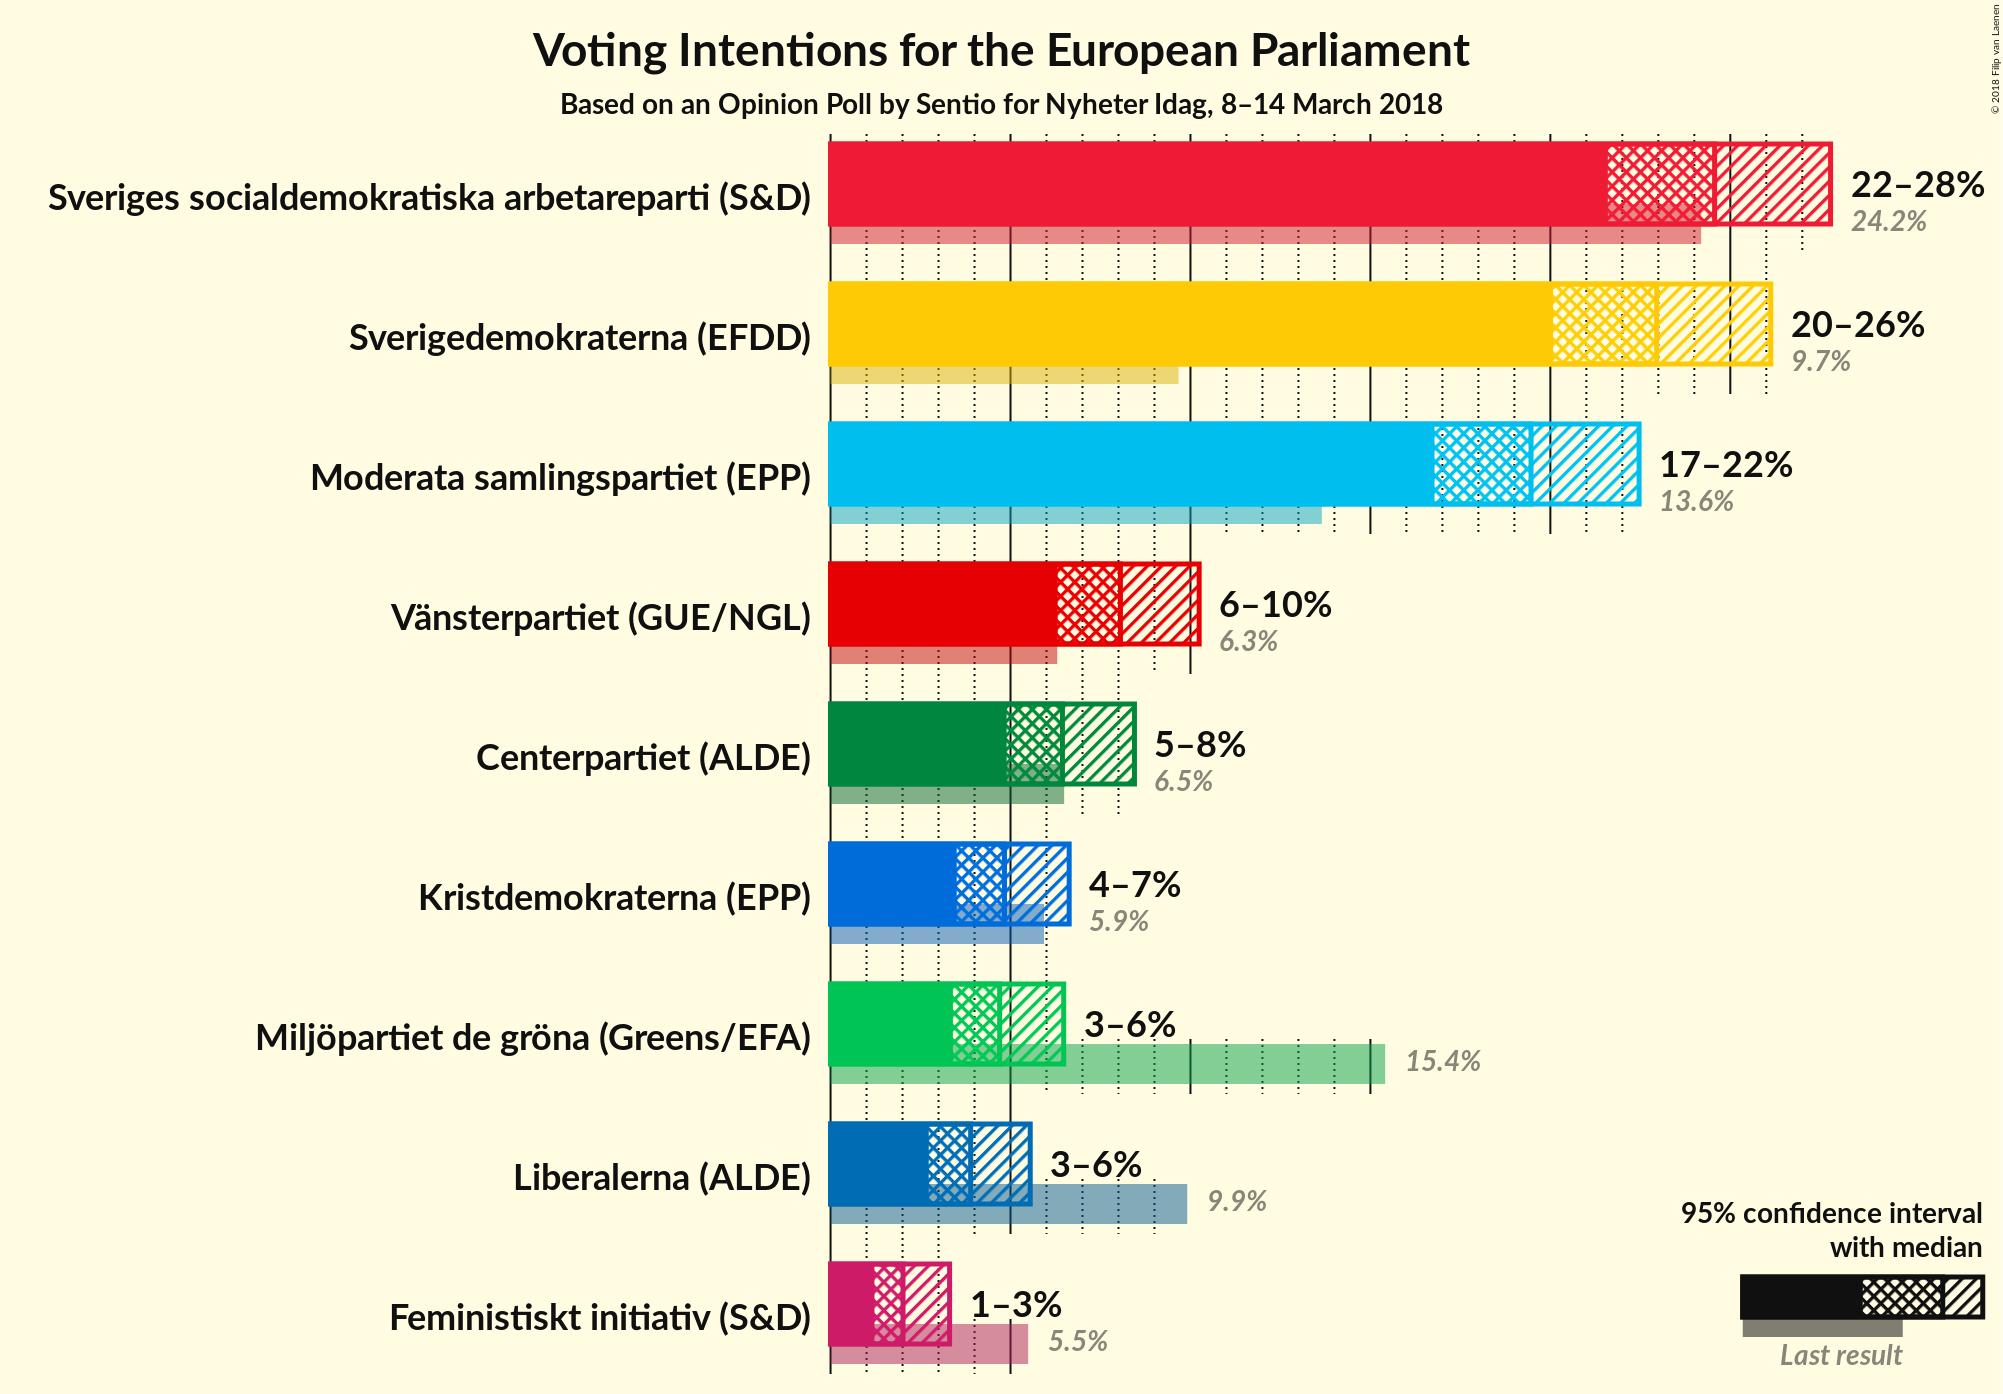 Voting Intentions for the European Parliament
Based on an Opinion Poll by Sentio for Nyheter Idag, 8–14 March 2018
© 2018 Filip van Laenen
Sveriges socialdemokratiska arbetareparti (S&D)
22–28%
24.2%
Sverigedemokraterna (EFDD)
20–26%
9.7%
Moderata samlingspartiet (EPP)
17–22%
13.6%
Vänsterpartiet (GUE/NGL)
6–10%
6.3%
Centerpartiet (ALDE)
5–8%
6.5%
Kristdemokraterna (EPP)
4–7%
5.9%
Miljöpartiet de gröna (Greens/EFA)
3–6%
15.4%
Liberalerna (ALDE)
3–6%
9.9%
Feministiskt initiativ (S&D)
1–3%
5.5%
95% confidence interval
with median
Last result